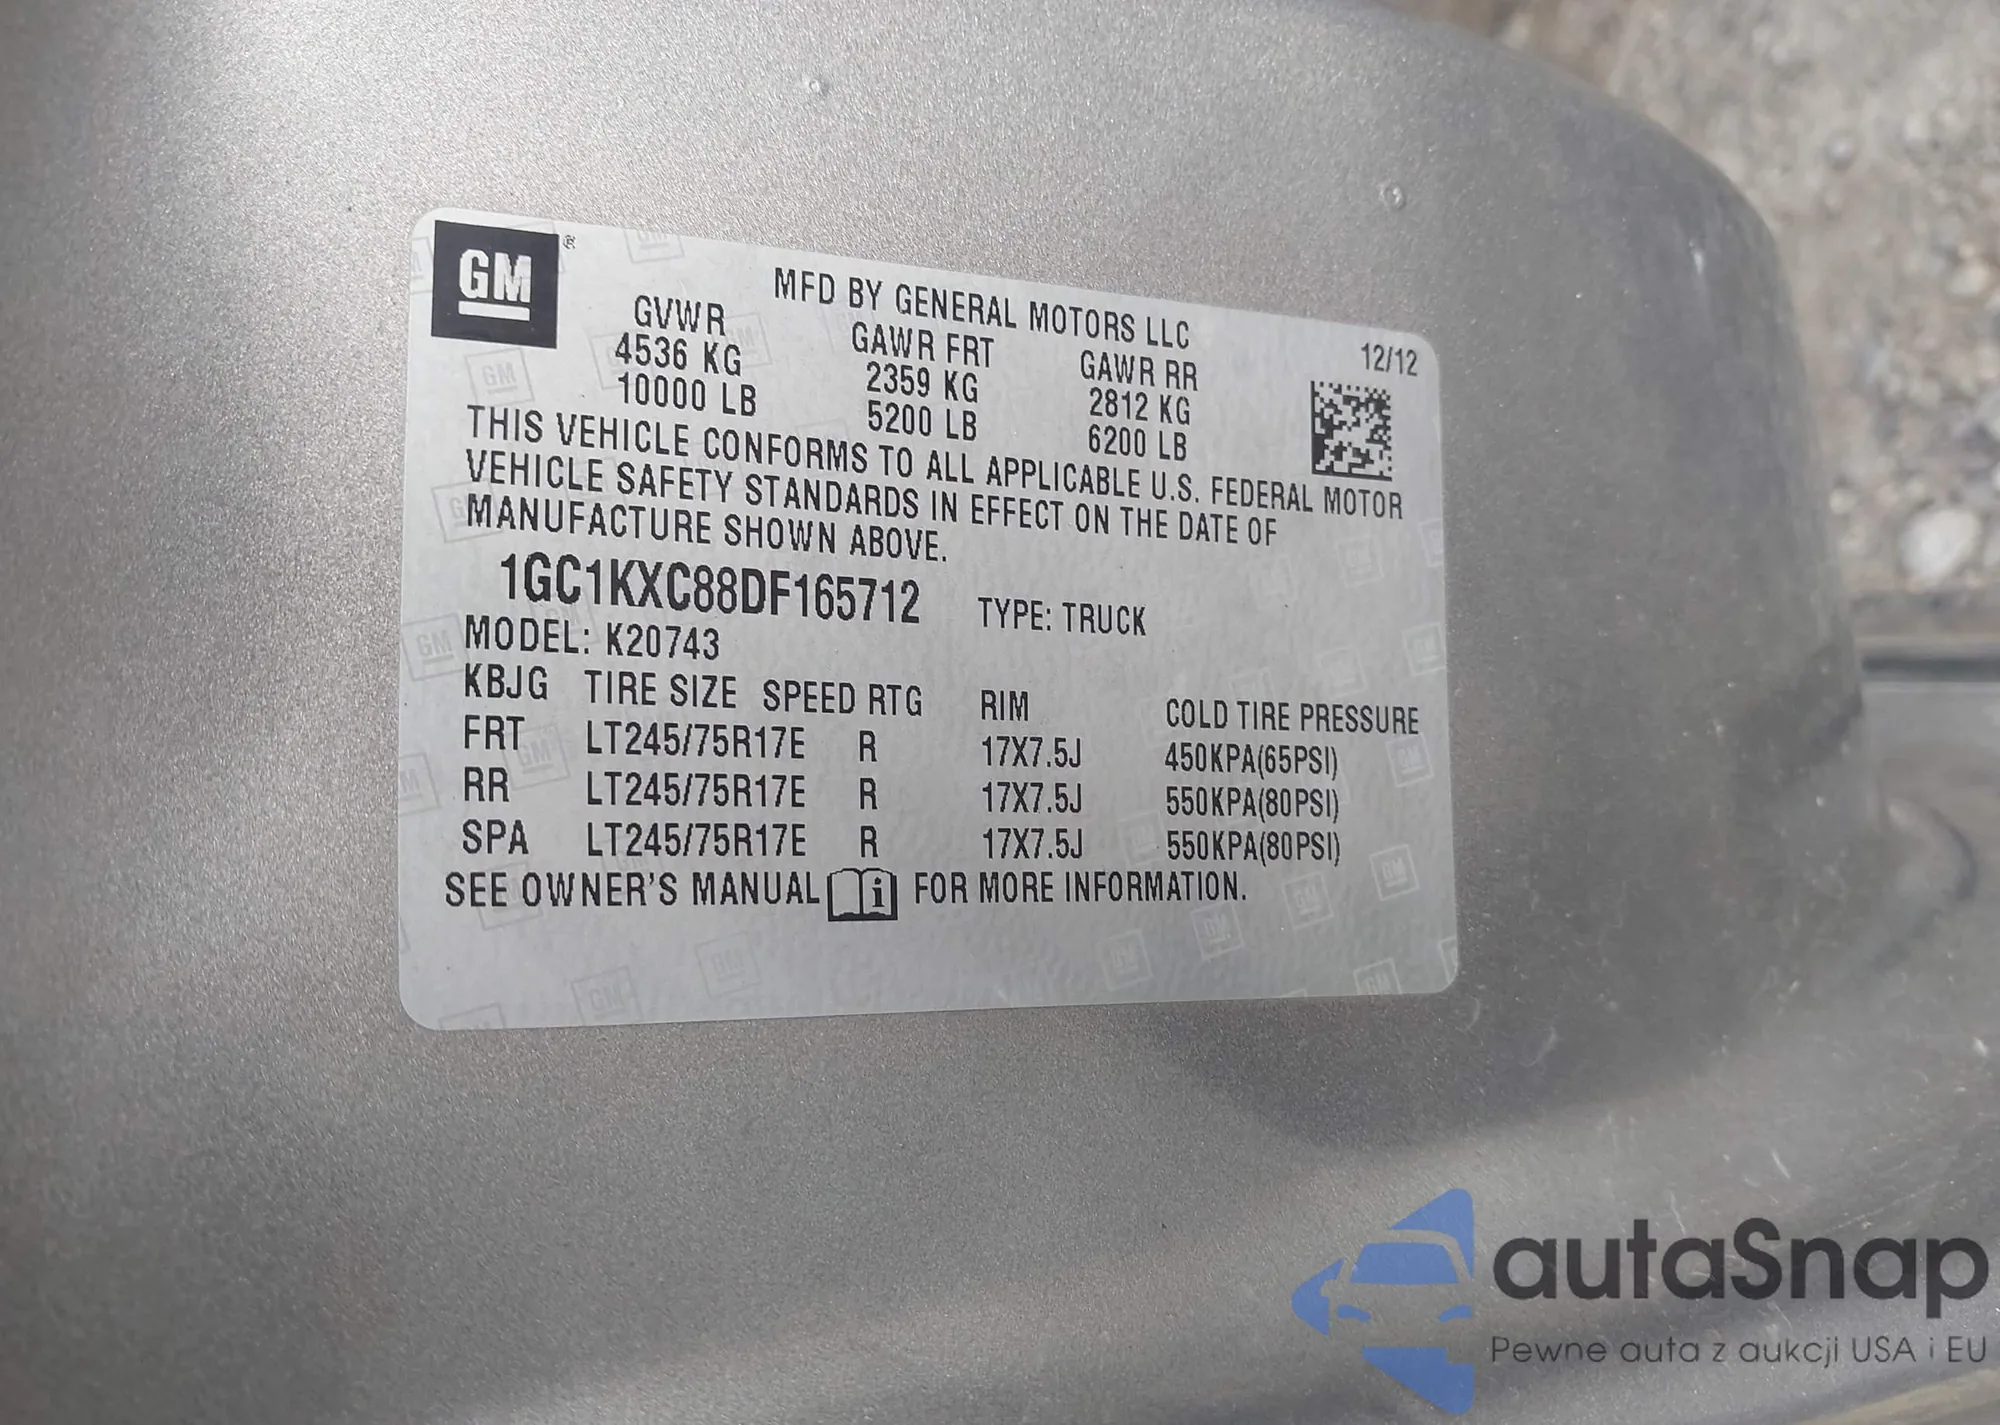 GM ®
MFD BY GENERAL MOTORS LLC
GVWR GAWR FRT GAWR RR 12/12
4536 KG 2359 KG 2812 KG
10000 LB 5200 LB 6200 LB
THIS VEHICLE CONFORMS TO ALL APPLICABLE U.S. FEDERAL MOTOR
VEHICLE SAFETY STANDARDS IN EFFECT ON THE DATE OF
MANUFACTURE SHOWN ABOVE.
1GC1KXC88DF165712 TYPE: TRUCK
MODEL: K20743
KBJG TIRE SIZE SPEED RTG RIM COLD TIRE PRESSURE
FRT LT245/75R17E R 17X7.5J 450KPA(65PSI)
RR LT245/75R17E R 17X7.5J 550KPA(80PSI)
SPA LT245/75R17E R 17X7.5J 550KPA(80PSI)
SEE OWNER'S MANUAL i FOR MORE INFORMATION.
autaSnap
Pewne auta z aukcji USA i EU